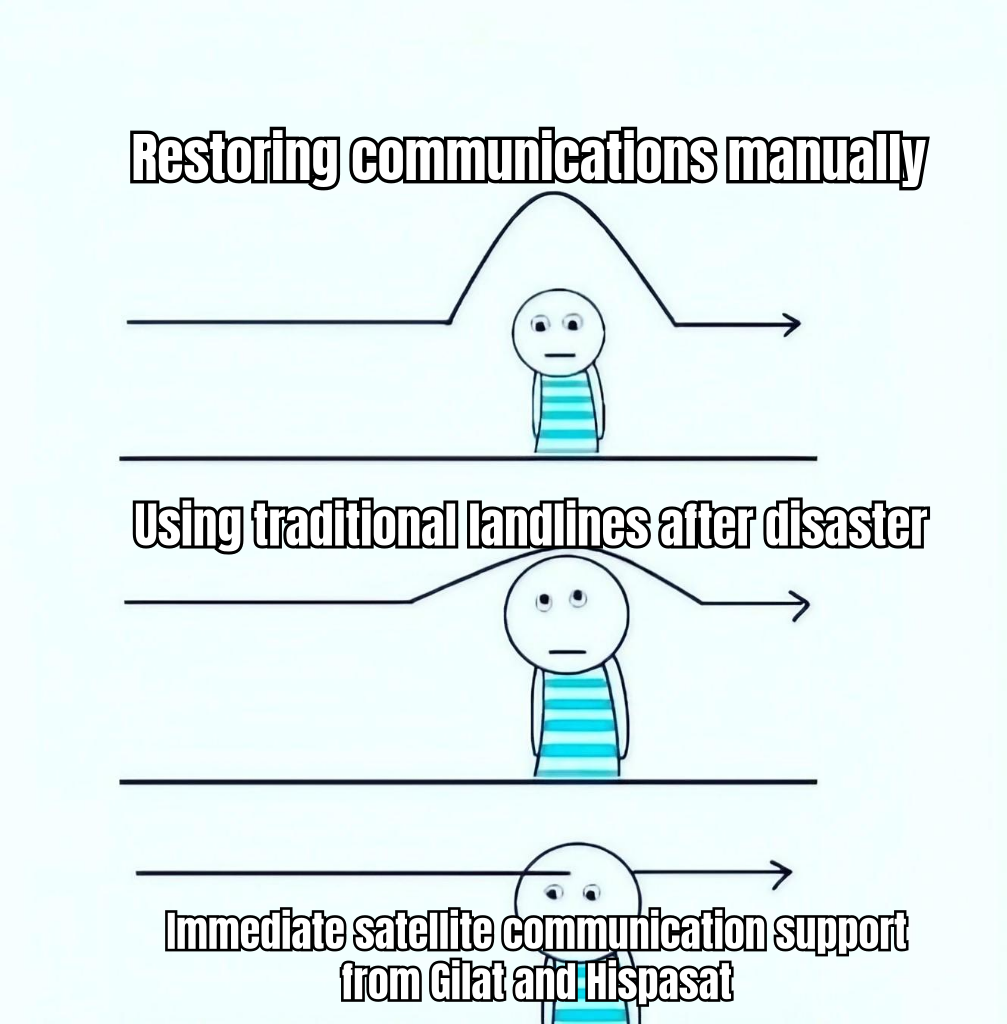 Restoring communications manually
Using traditional landlines after disaster
Immediate satellite communication support
from Gilat and Hispasat